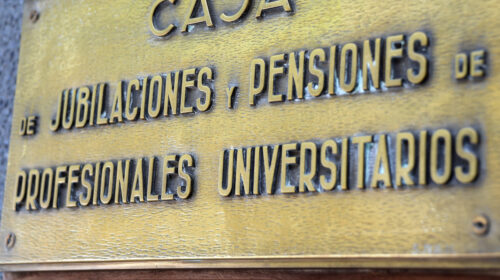 CAJA
DE JUBILACIONES Y PENSIONES DE
PROFESIONALES UNIVERSITARIOS